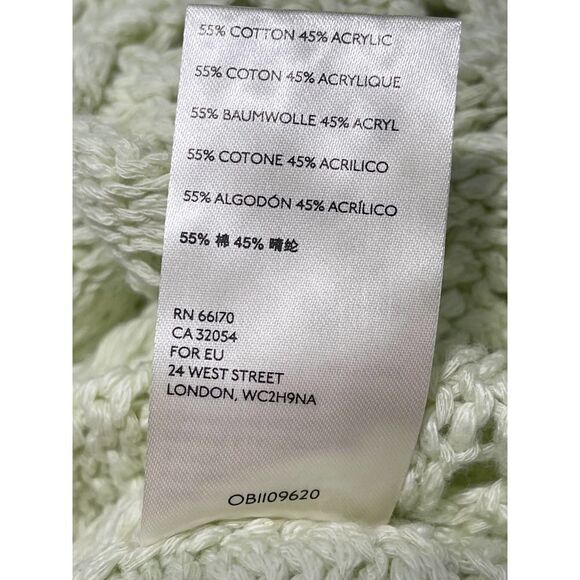 55% COTTON 45% ACRYLIC
55% COTON 45% ACRYLIQUE
55% BAUMWOLLE 45% ACRYL
55% COTONE 45% ACRILICO
55% ALGODÓN 45% ACRÍLICO
55% 棉 45% 晴纶
RN 66170
CA 32054
FOR EU
24 WEST STREET
LONDON, WC2H9NA
OB1109620